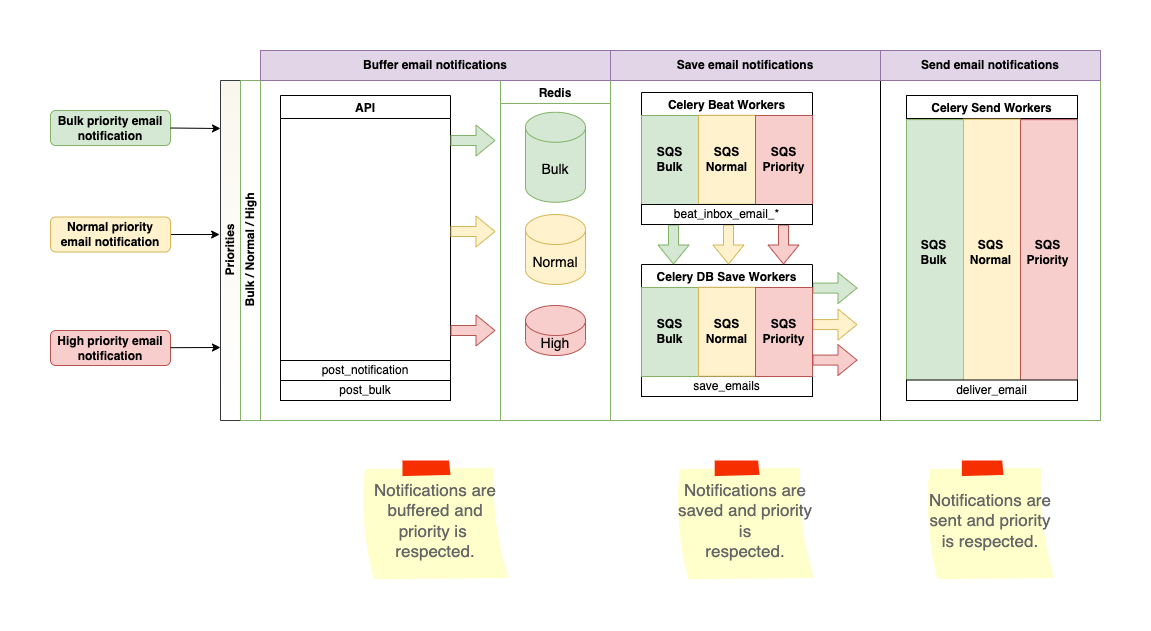 Buffer email notifications
Save email notifications
Send email notifications
Bulk priority email
notification
Normal priority
email notification
High priority email
notification
Priorities
Bulk / Normal / High
API
post_notification
post_bulk
Redis
Bulk
Normal
High
Celery Beat Workers
SQS
Bulk
SQS
Normal
SQS
Priority
beat_inbox_email_*
Celery DB Save Workers
SQS
Bulk
SQS
Normal
SQS
Priority
save_emails
Celery Send Workers
SQS
Bulk
SQS
Normal
SQS
Priority
deliver_email
Notifications are
buffered and
priority is
respected.
Notifications are
saved and priority
is
respected.
Notifications are
sent and priority
is respected.